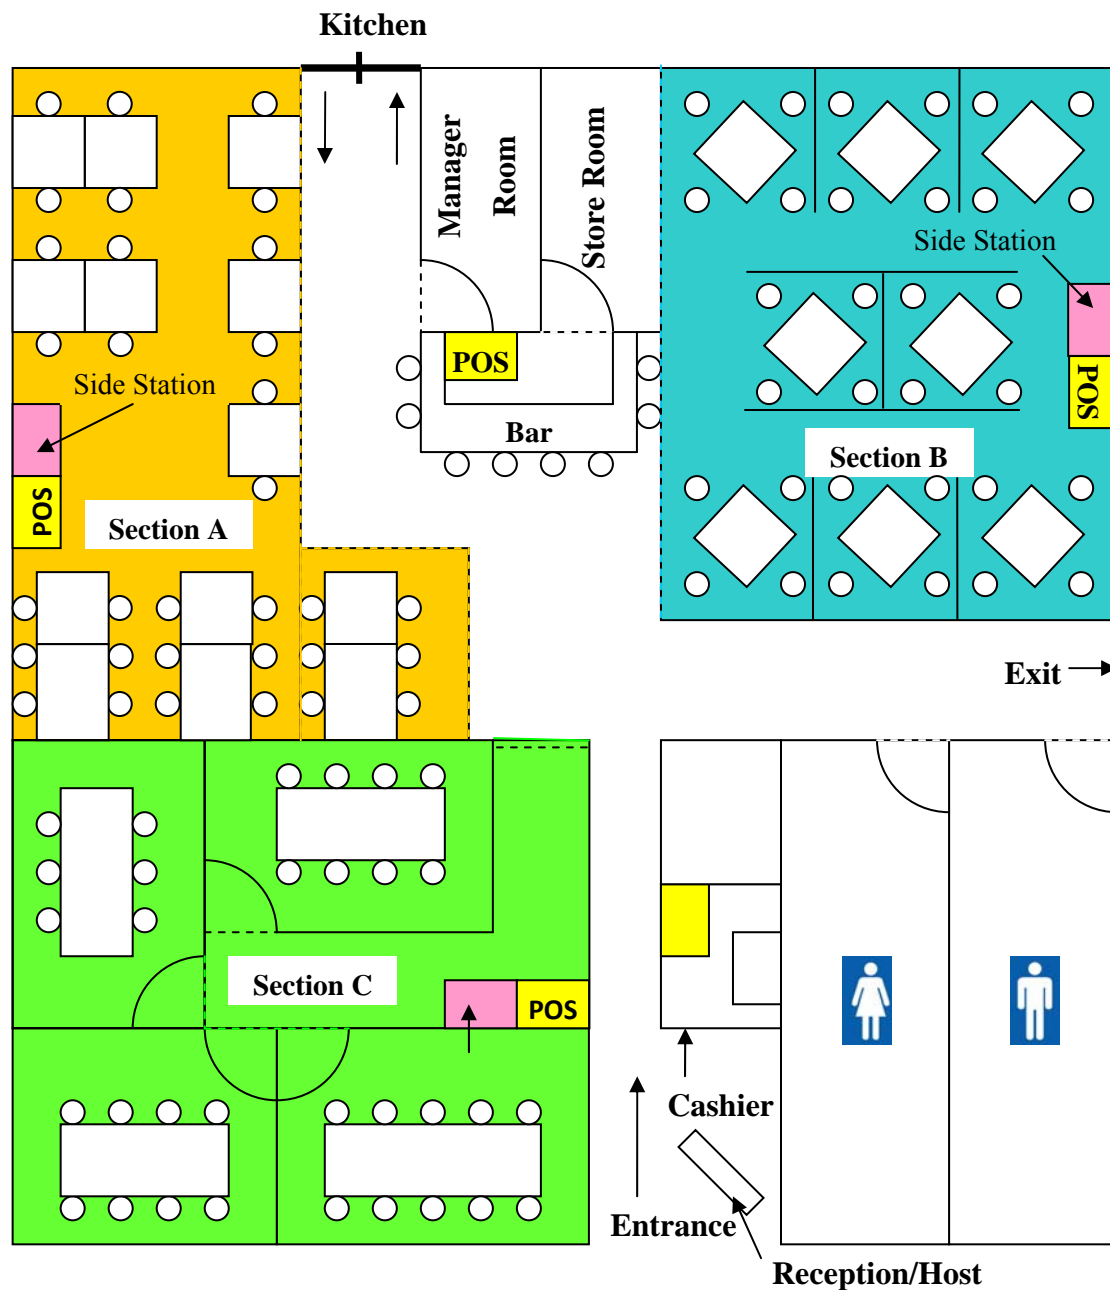 Kitchen
Manager
Room
Store Room
Side Station
POS
POS
Side Station
Bar
Section B
POS
Section A
Exit
Section C
POS
Cashier
Entrance
Reception/Host